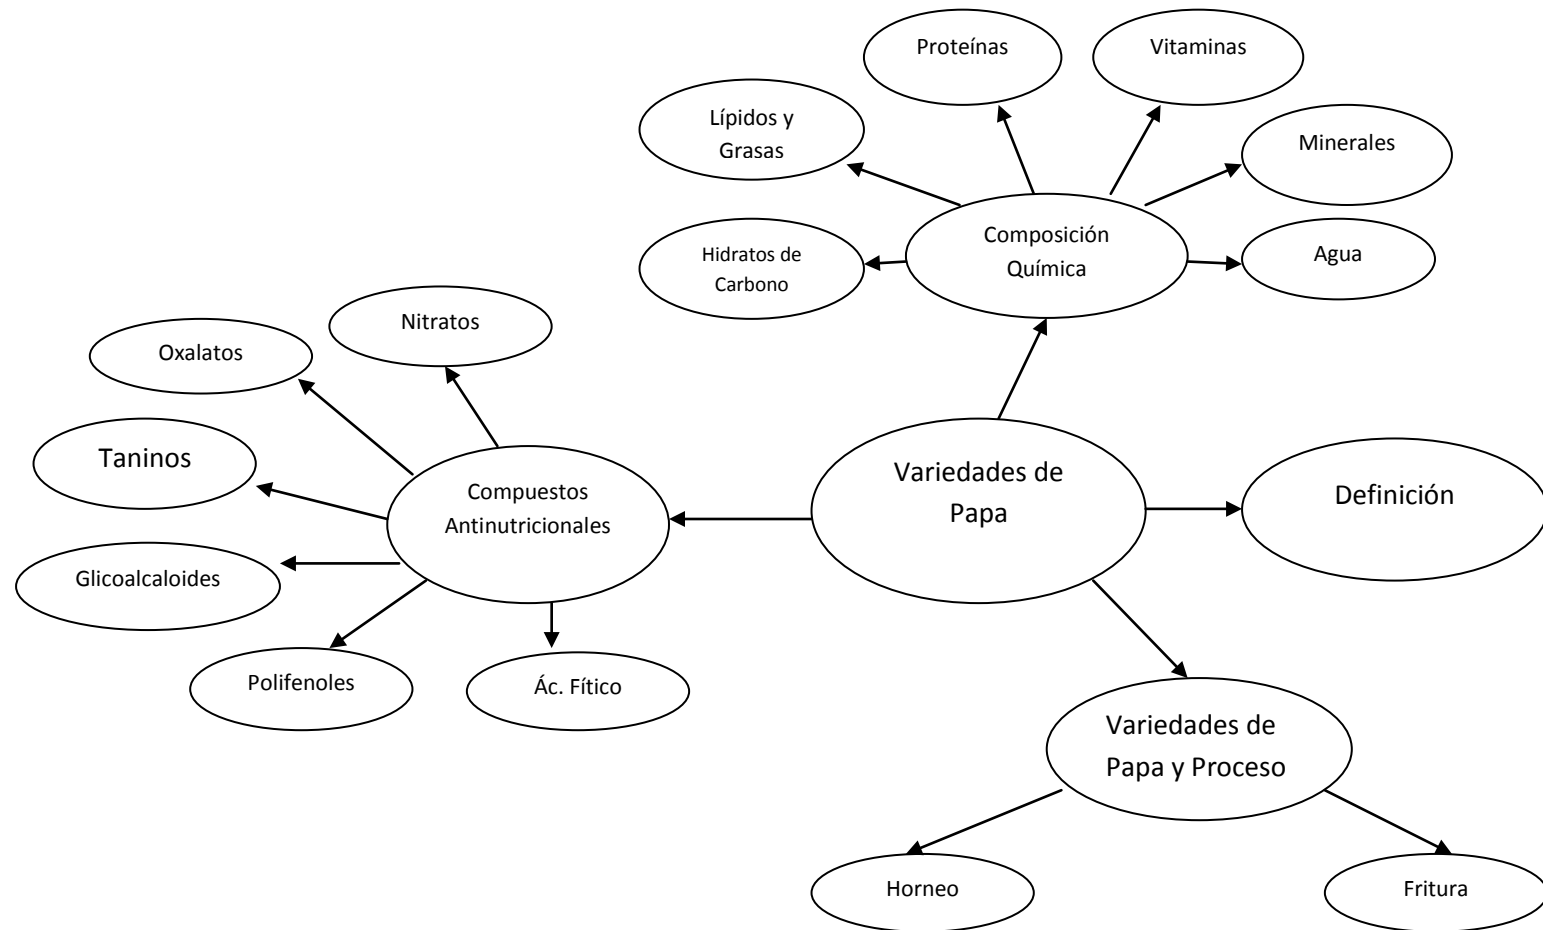 Proteínas
Vitaminas
Lípidos y
Grasas
Minerales
Composición
Química
Hidratos de
Carbono
Agua
Nitratos
Oxalatos
Taninos
Compuestos
Antinutricionales
Variedades de
Papa
Definición
Glicoalcaloides
Polifenoles
Ác. Fítico
Variedades de
Papa y Proceso
Horneo
Fritura